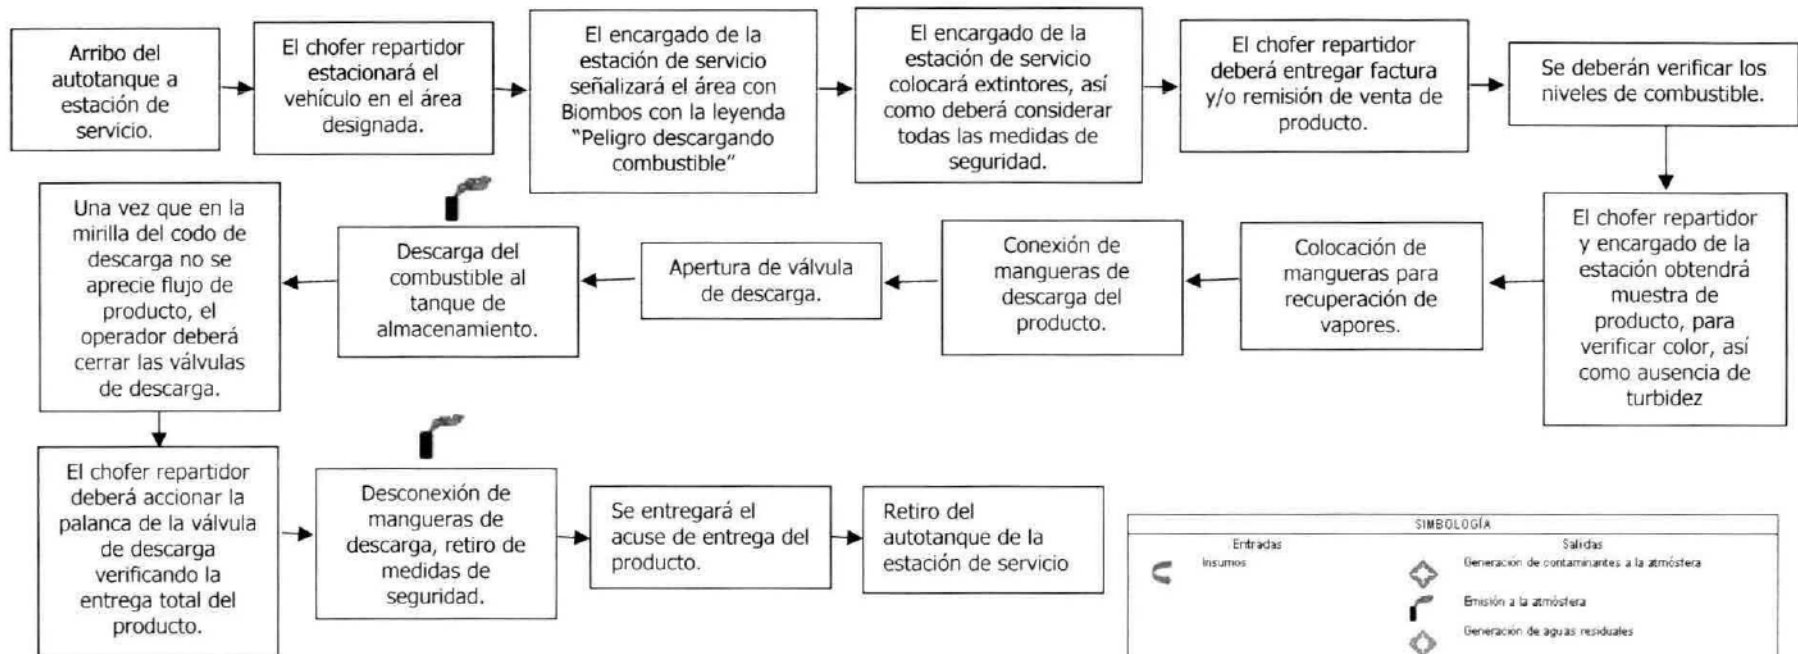 Arribo del
autotanque a
estación de
servicio.
El chofer repartidor
estacionará el
vehículo en el área
designada.
El encargado de la
estación de servicio
señalizará el área con
Biombos con la leyenda
“Peligro descargando
combustible”
El encargado de la
estación de servicio
colocará extintores, así
como deberá considerar
todas las medidas de
seguridad.
El chofer repartidor
deberá entregar factura
y/o remisión de venta de
producto.
Se deberán verificar los
niveles de combustible.
El chofer repartidor
y encargado de la
estación obtendrá
muestra de
producto, para
verificar color, así
como ausencia de
turbidez
Colocación de
mangueras para
recuperación de
vapores.
Conexión de
mangueras de
descarga del
producto.
Apertura de válvula
de descarga.
Descarga del
combustible al
tanque de
almacenamiento.
Una vez que en la
mirilla del codo de
descarga no se
aprecie flujo de
producto, el
operador deberá
cerrar las válvulas
de descarga.
El chofer repartidor
deberá accionar la
palanca de la válvula
de descarga
verificando la
entrega total del
producto.
Desconexión de
mangueras de
descarga, retiro de
medidas de
seguridad.
Se entregará el
acuse de entrega del
producto.
Retiro del
autotanque de la
estación de servicio
SIMBOLOGÍA
Entradas
Salidas
Insumos
Generación de contaminantes a la atmósfera
Emisión a la atmósfera
Generación de aguas residuales